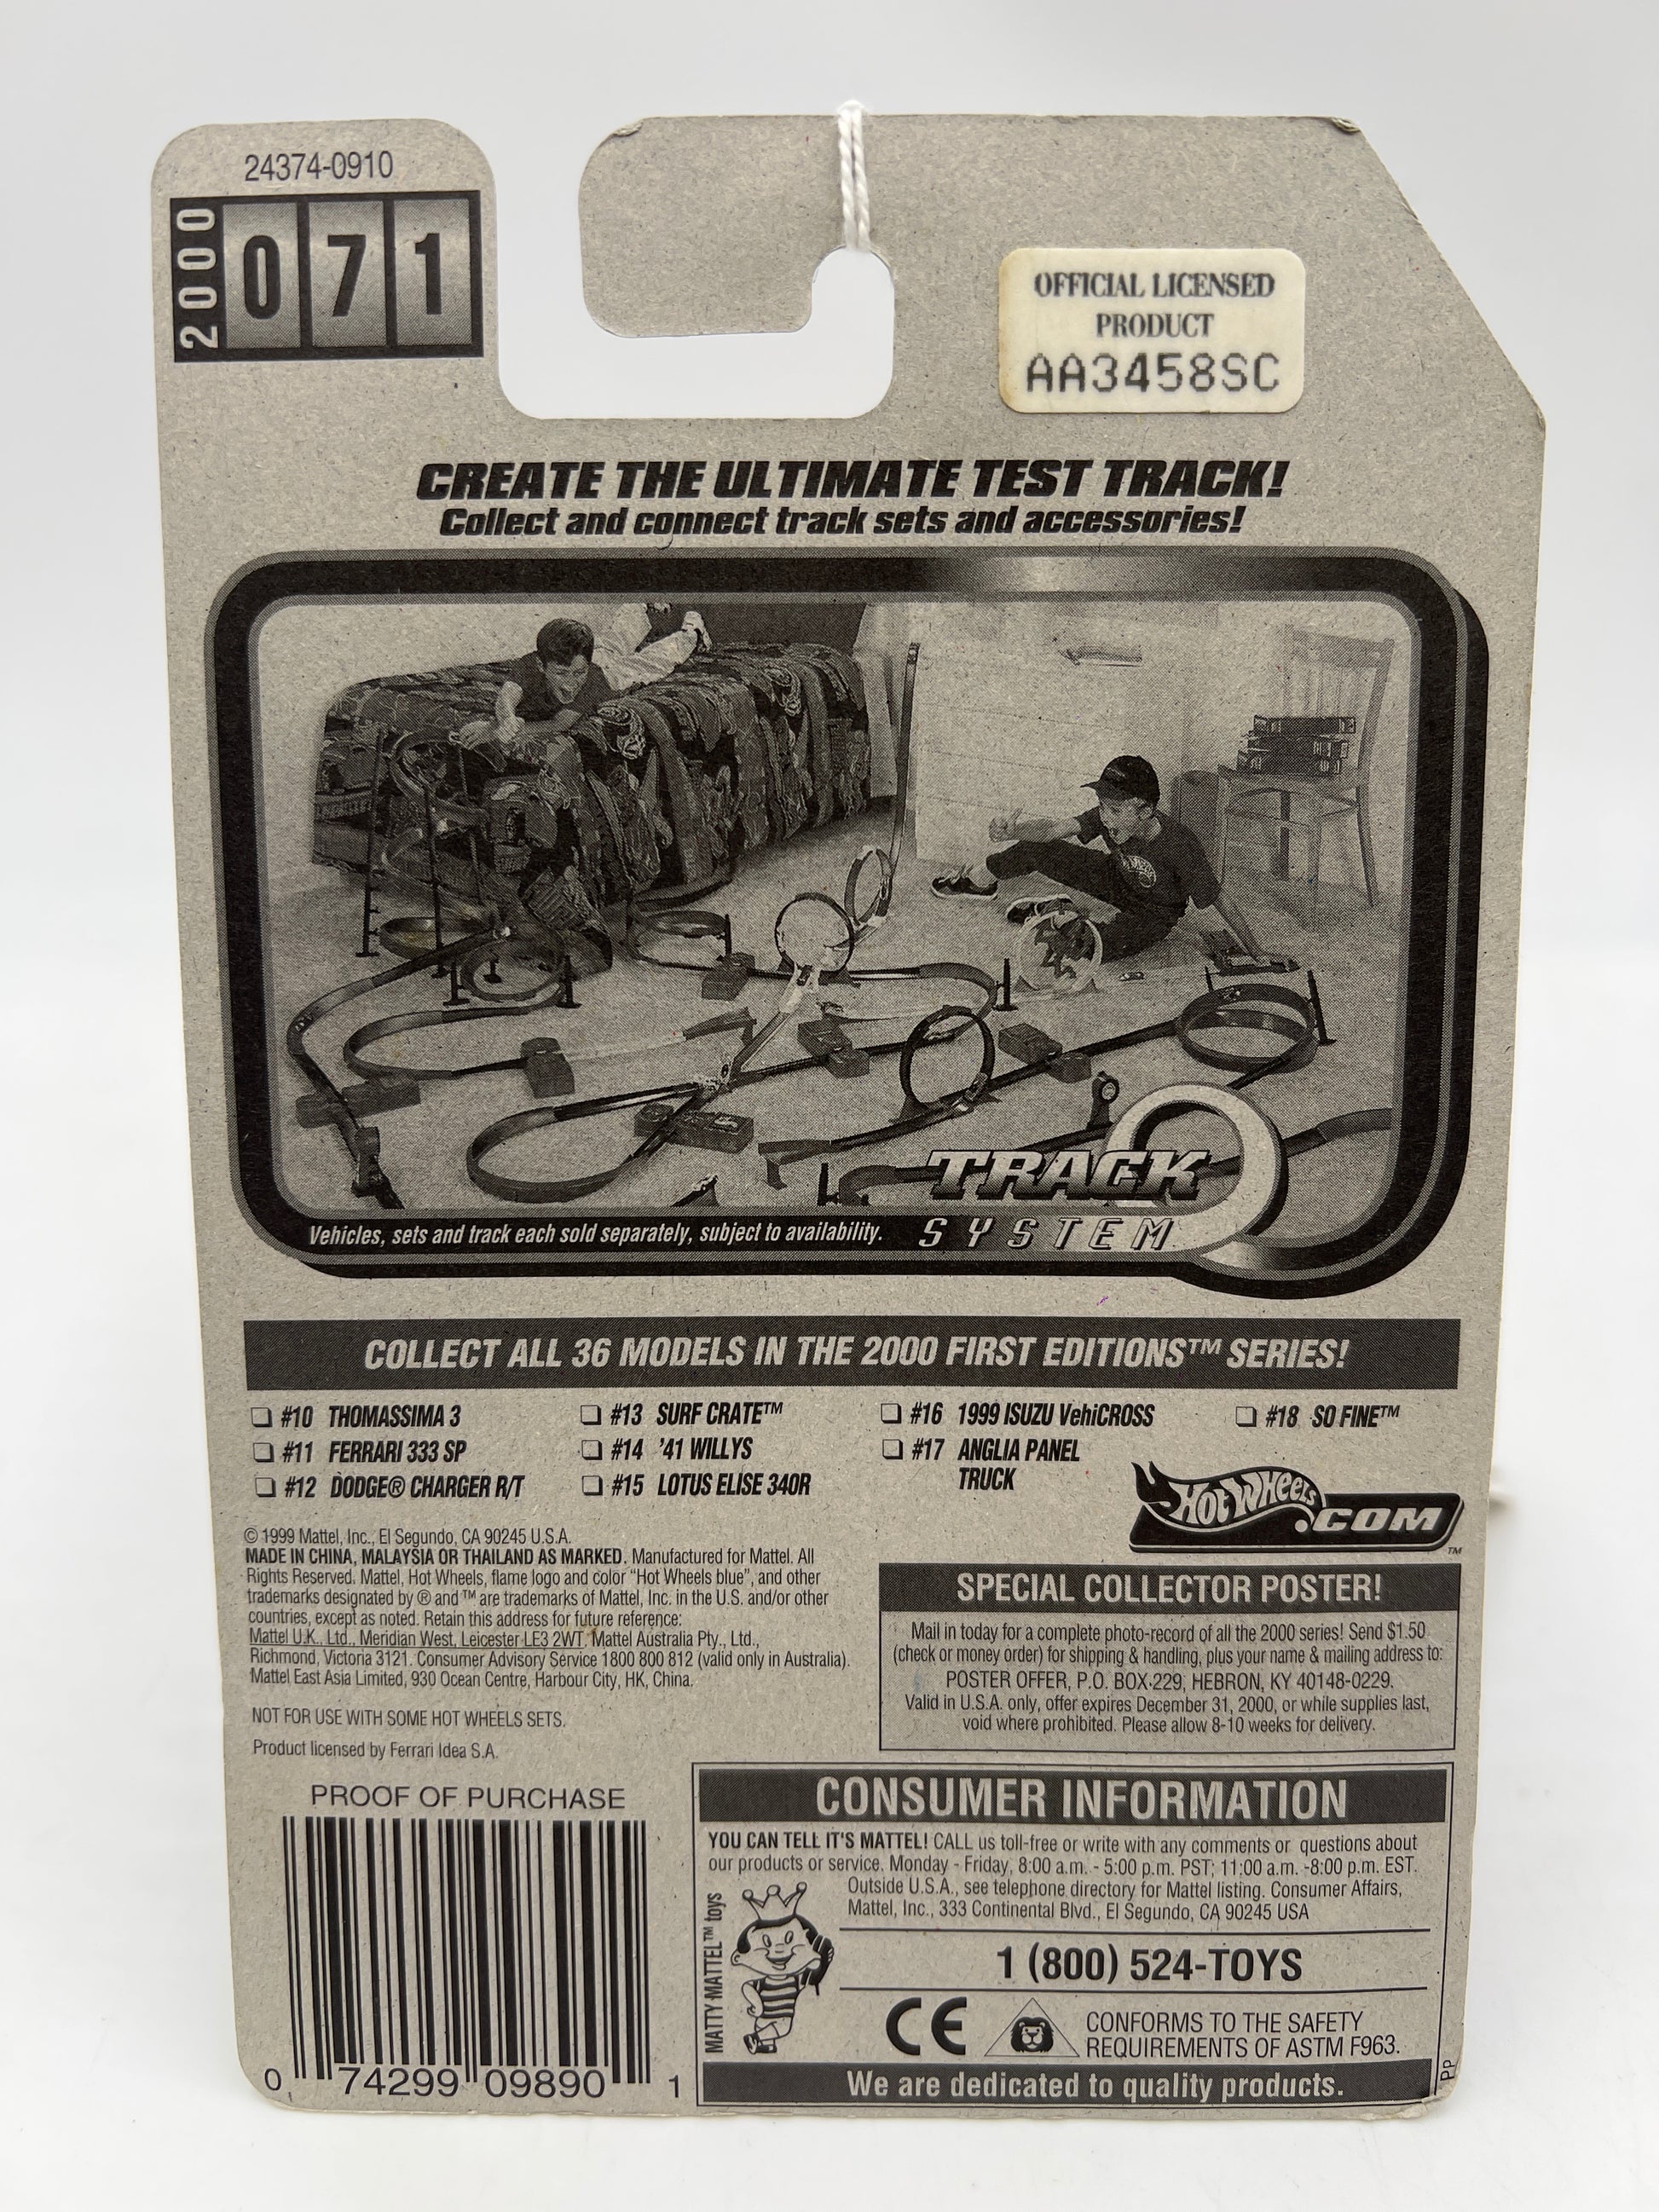 24374-0910
2000
071
OFFICIAL LICENSED
PRODUCT
AA3458SC
CREATE THE ULTIMATE TEST TRACK!
Collect and connect track sets and accessories!
TRACK
SYSTEM
Vehicles, sets and track each sold separately, subject to availability.
COLLECT ALL 36 MODELS IN THE 2000 FIRST EDITIONS™ SERIES!
#10 THOMASSIMA 3
#11 FERRARI 333 SP
#12 DODGE® CHARGER R/T
#13 SURF CRATE™
#14 '41 WILLYS
#15 LOTUS ELISE 340R
#16 1999 ISUZU VehiCROSS
#17 ANGLIA PANEL
TRUCK
#18 SO FINE™
Hot Wheels
.COM
™
© 1999 Mattel, Inc., El Segundo, CA 90245 U.S.A.
MADE IN CHINA, MALAYSIA OR THAILAND AS MARKED. Manufactured for Mattel. All
Rights Reserved. Mattel, Hot Wheels, flame logo and color "Hot Wheels blue", and other
trademarks designated by ® and ™ are trademarks of Mattel, Inc. in the U.S. and/or other
countries, except as noted. Retain this address for future reference:
Mattel U.K., Ltd., Meridian West, Leicester LE3 2WT. Mattel Australia Pty., Ltd.,
Richmond, Victoria 3121. Consumer Advisory Service 1800 800 812 (valid only in Australia).
Mattel East Asia Limited, 930 Ocean Centre, Harbour City, HK, China.
NOT FOR USE WITH SOME HOT WHEELS SETS.
Product licensed by Ferrari Idea S.A.
SPECIAL COLLECTOR POSTER!
Mail in today for a complete photo-record of all the 2000 series! Send $1.50
(check or money order) for shipping & handling, plus your name & mailing address to:
POSTER OFFER, P.O. BOX 229, HEBRON, KY 40148-0229.
Valid in U.S.A. only, offer expires December 31, 2000, or while supplies last,
void where prohibited. Please allow 8-10 weeks for delivery.
PROOF OF PURCHASE
0 74299 09890 1
CONSUMER INFORMATION
YOU CAN TELL IT'S MATTEL! CALL us toll-free or write with any comments or questions about
our products or service. Monday - Friday, 8:00 a.m. - 5:00 p.m. PST; 11:00 a.m. -8:00 p.m. EST.
Outside U.S.A., see telephone directory for Mattel listing. Consumer Affairs,
Mattel, Inc., 333 Continental Blvd., El Segundo, CA 90245 USA
MATTY MATTEL™ toys
1 (800) 524-TOYS
CE
CONFORMS TO THE SAFETY
REQUIREMENTS OF ASTM F963.
We are dedicated to quality products.
PP